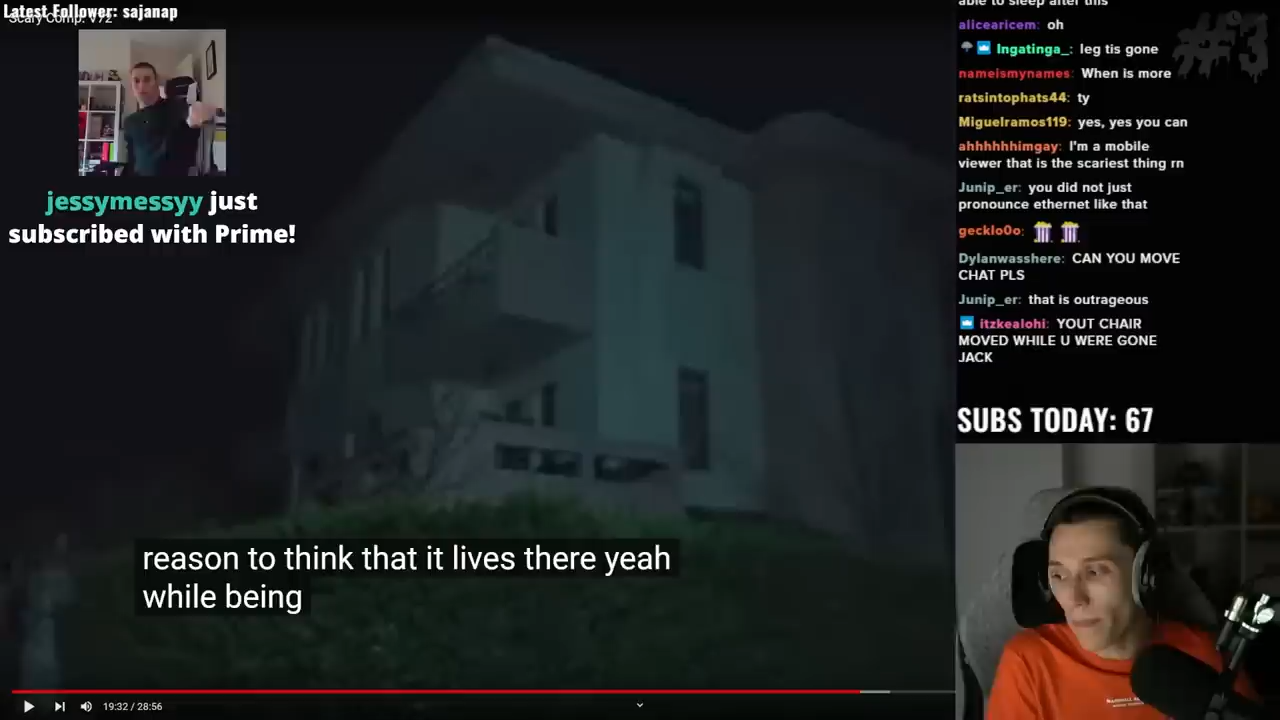 Latest Follower: sajanap
Scary Comp. V72
jessymessyy just
subscribed with Prime!
able to sleep after this
alicearicem: oh
Ingatinga_: leg tis gone
nameismynames: When is more
ratsintophats44: ty
Miguelramos119: yes, yes you can
ahhhhhhimgay: I'm a mobile
viewer that is the scariest thing rn
Junip_er: you did not just
pronounce ethernet like that
gecklo0o:
Dylanwasshere: CAN YOU MOVE
CHAT PLS
Junip_er: that is outrageous
itzkealohi: YOUT CHAIR
MOVED WHILE U WERE GONE
JACK
#3
SUBS TODAY: 67
reason to think that it lives there yeah
while being
19:32 / 28:56